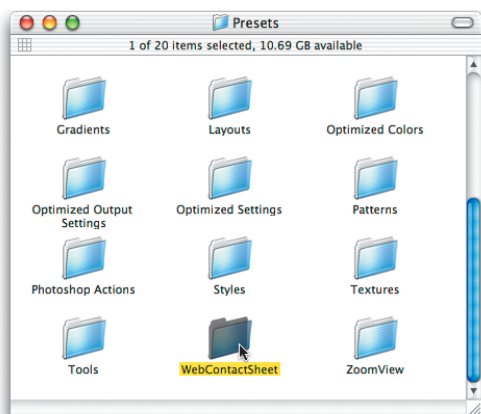 Presets
1 of 20 items selected, 10.69 GB available
Gradients
Layouts
Optimized Colors
Optimized Output
Settings
Optimized Settings
Patterns
Photoshop Actions
Styles
Textures
Tools
WebContactSheet
ZoomView